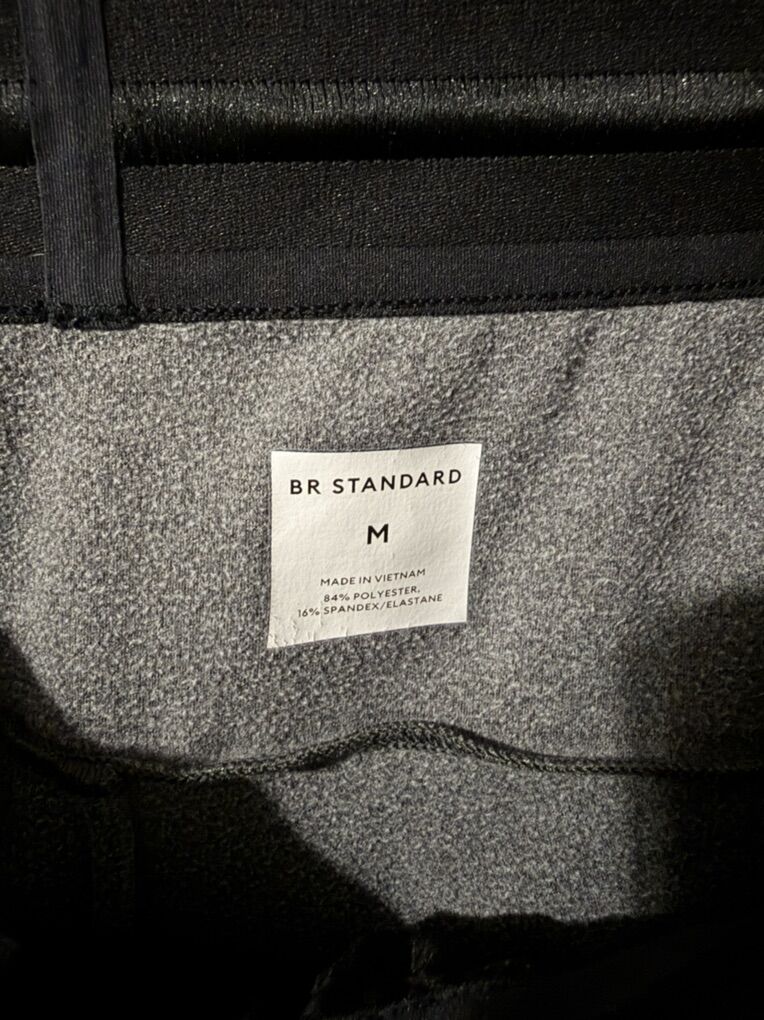 BR STANDARD
M
MADE IN VIETNAM
84% POLYESTER,
16% SPANDEX/ELASTANE